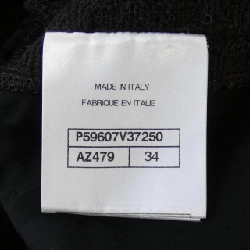 MADE IN ITALY
FABRIQUE EN ITALIE
P59607V37250
AZ479 34